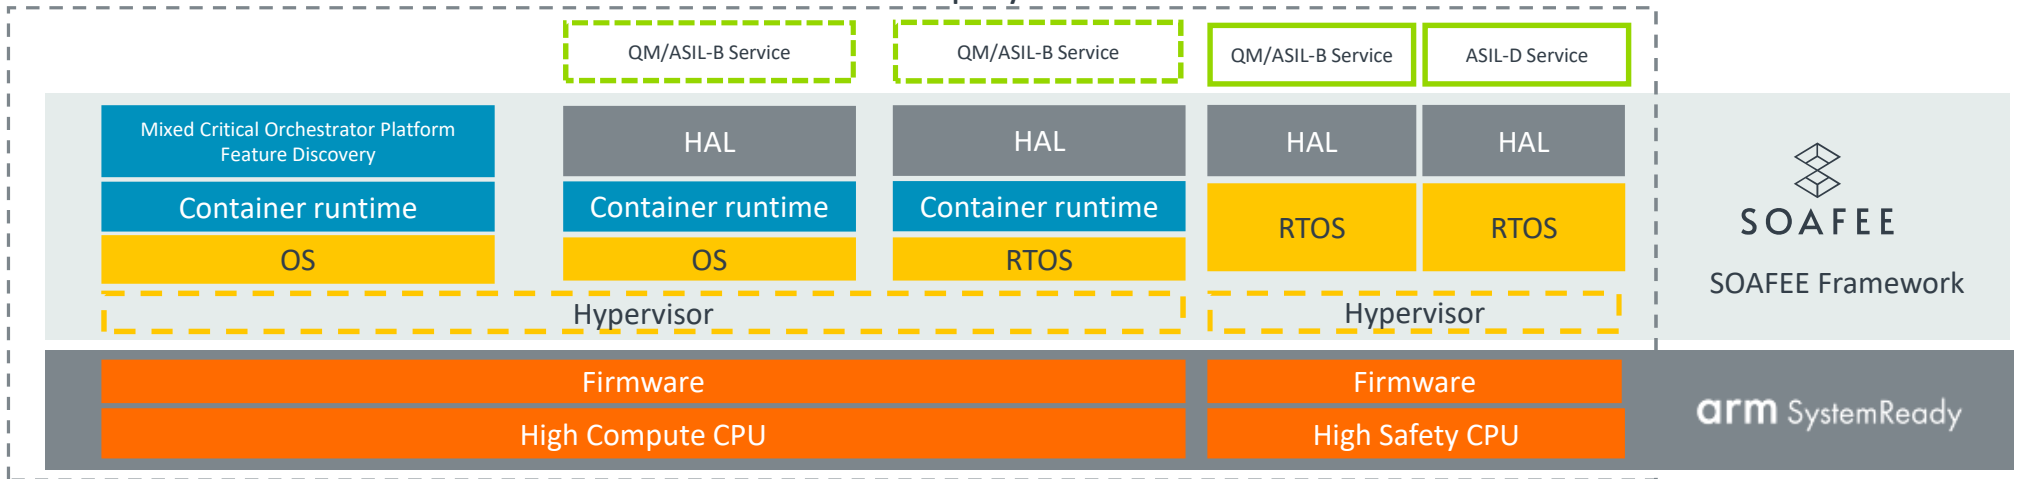 QM/ASIL-B Service
QM/ASIL-B Service
QM/ASIL-B Service
ASIL-D Service
Mixed Critical Orchestrator Platform
Feature Discovery
HAL
HAL
HAL
HAL
Container runtime
Container runtime
Container runtime
RTOS
RTOS
OS
OS
RTOS
Hypervisor
Hypervisor
SOAFEE
SOAFEE Framework
Firmware
Firmware
High Compute CPU
High Safety CPU
arm SystemReady